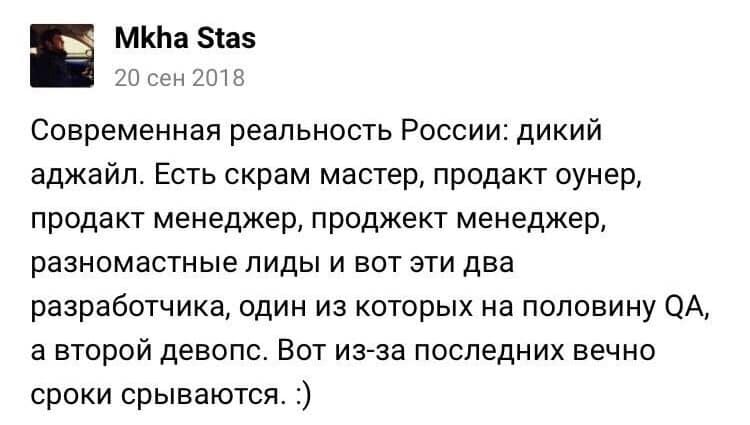 Mkha Stas
20 сен 2018
Современная реальность России: дикий
аджайл. Есть скрам мастер, продакт оунер,
продакт менеджер, проджект менеджер,
разномастные лиды и вот эти два
разработчика, один из которых на половину QA,
а второй девопс. Вот из-за последних вечно
сроки срываются. :)